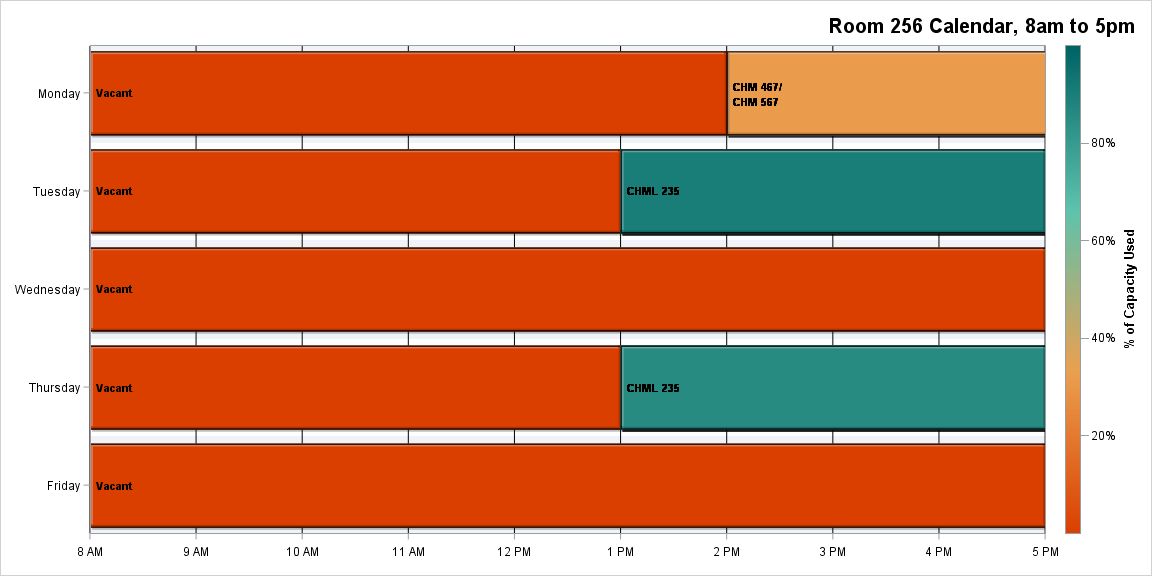 Room 256 Calendar, 8am to 5pm
Monday
Vacant
CHM 467/
CHM 567
Tuesday
Vacant
CHML 235
Wednesday
Vacant
Thursday
Vacant
CHML 235
Friday
Vacant
8 AM
9 AM
10 AM
11 AM
12 PM
1 PM
2 PM
3 PM
4 PM
5 PM
80%
60%
40%
20%
% of Capacity Used